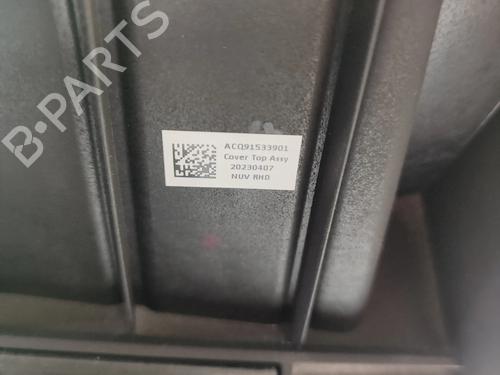 B-PARTS
ACQ91533901
Cover Top Assy
20230407
NUV RHD